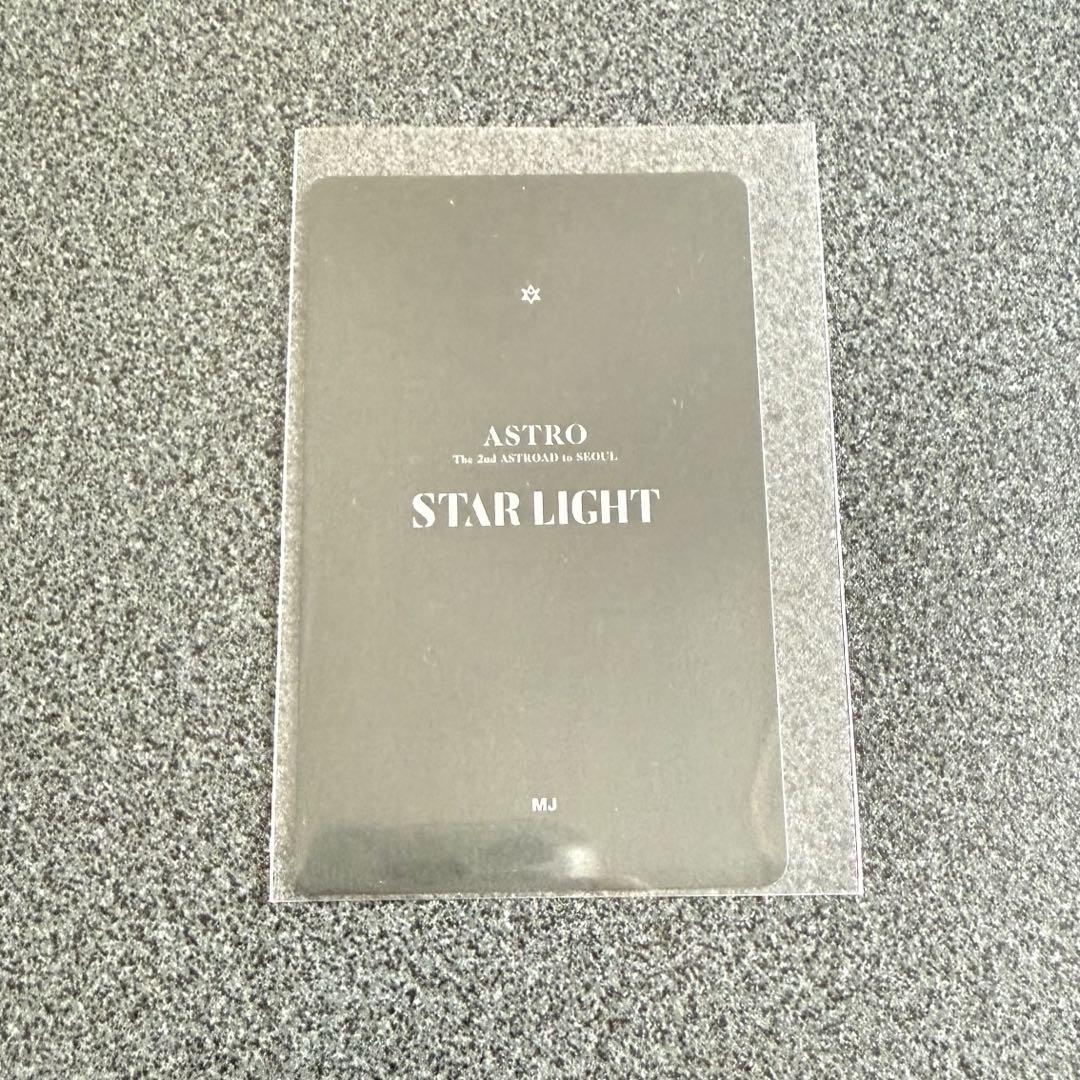 ASTRO
The 2nd ASTROAD to SEOUL
STAR LIGHT
MJ